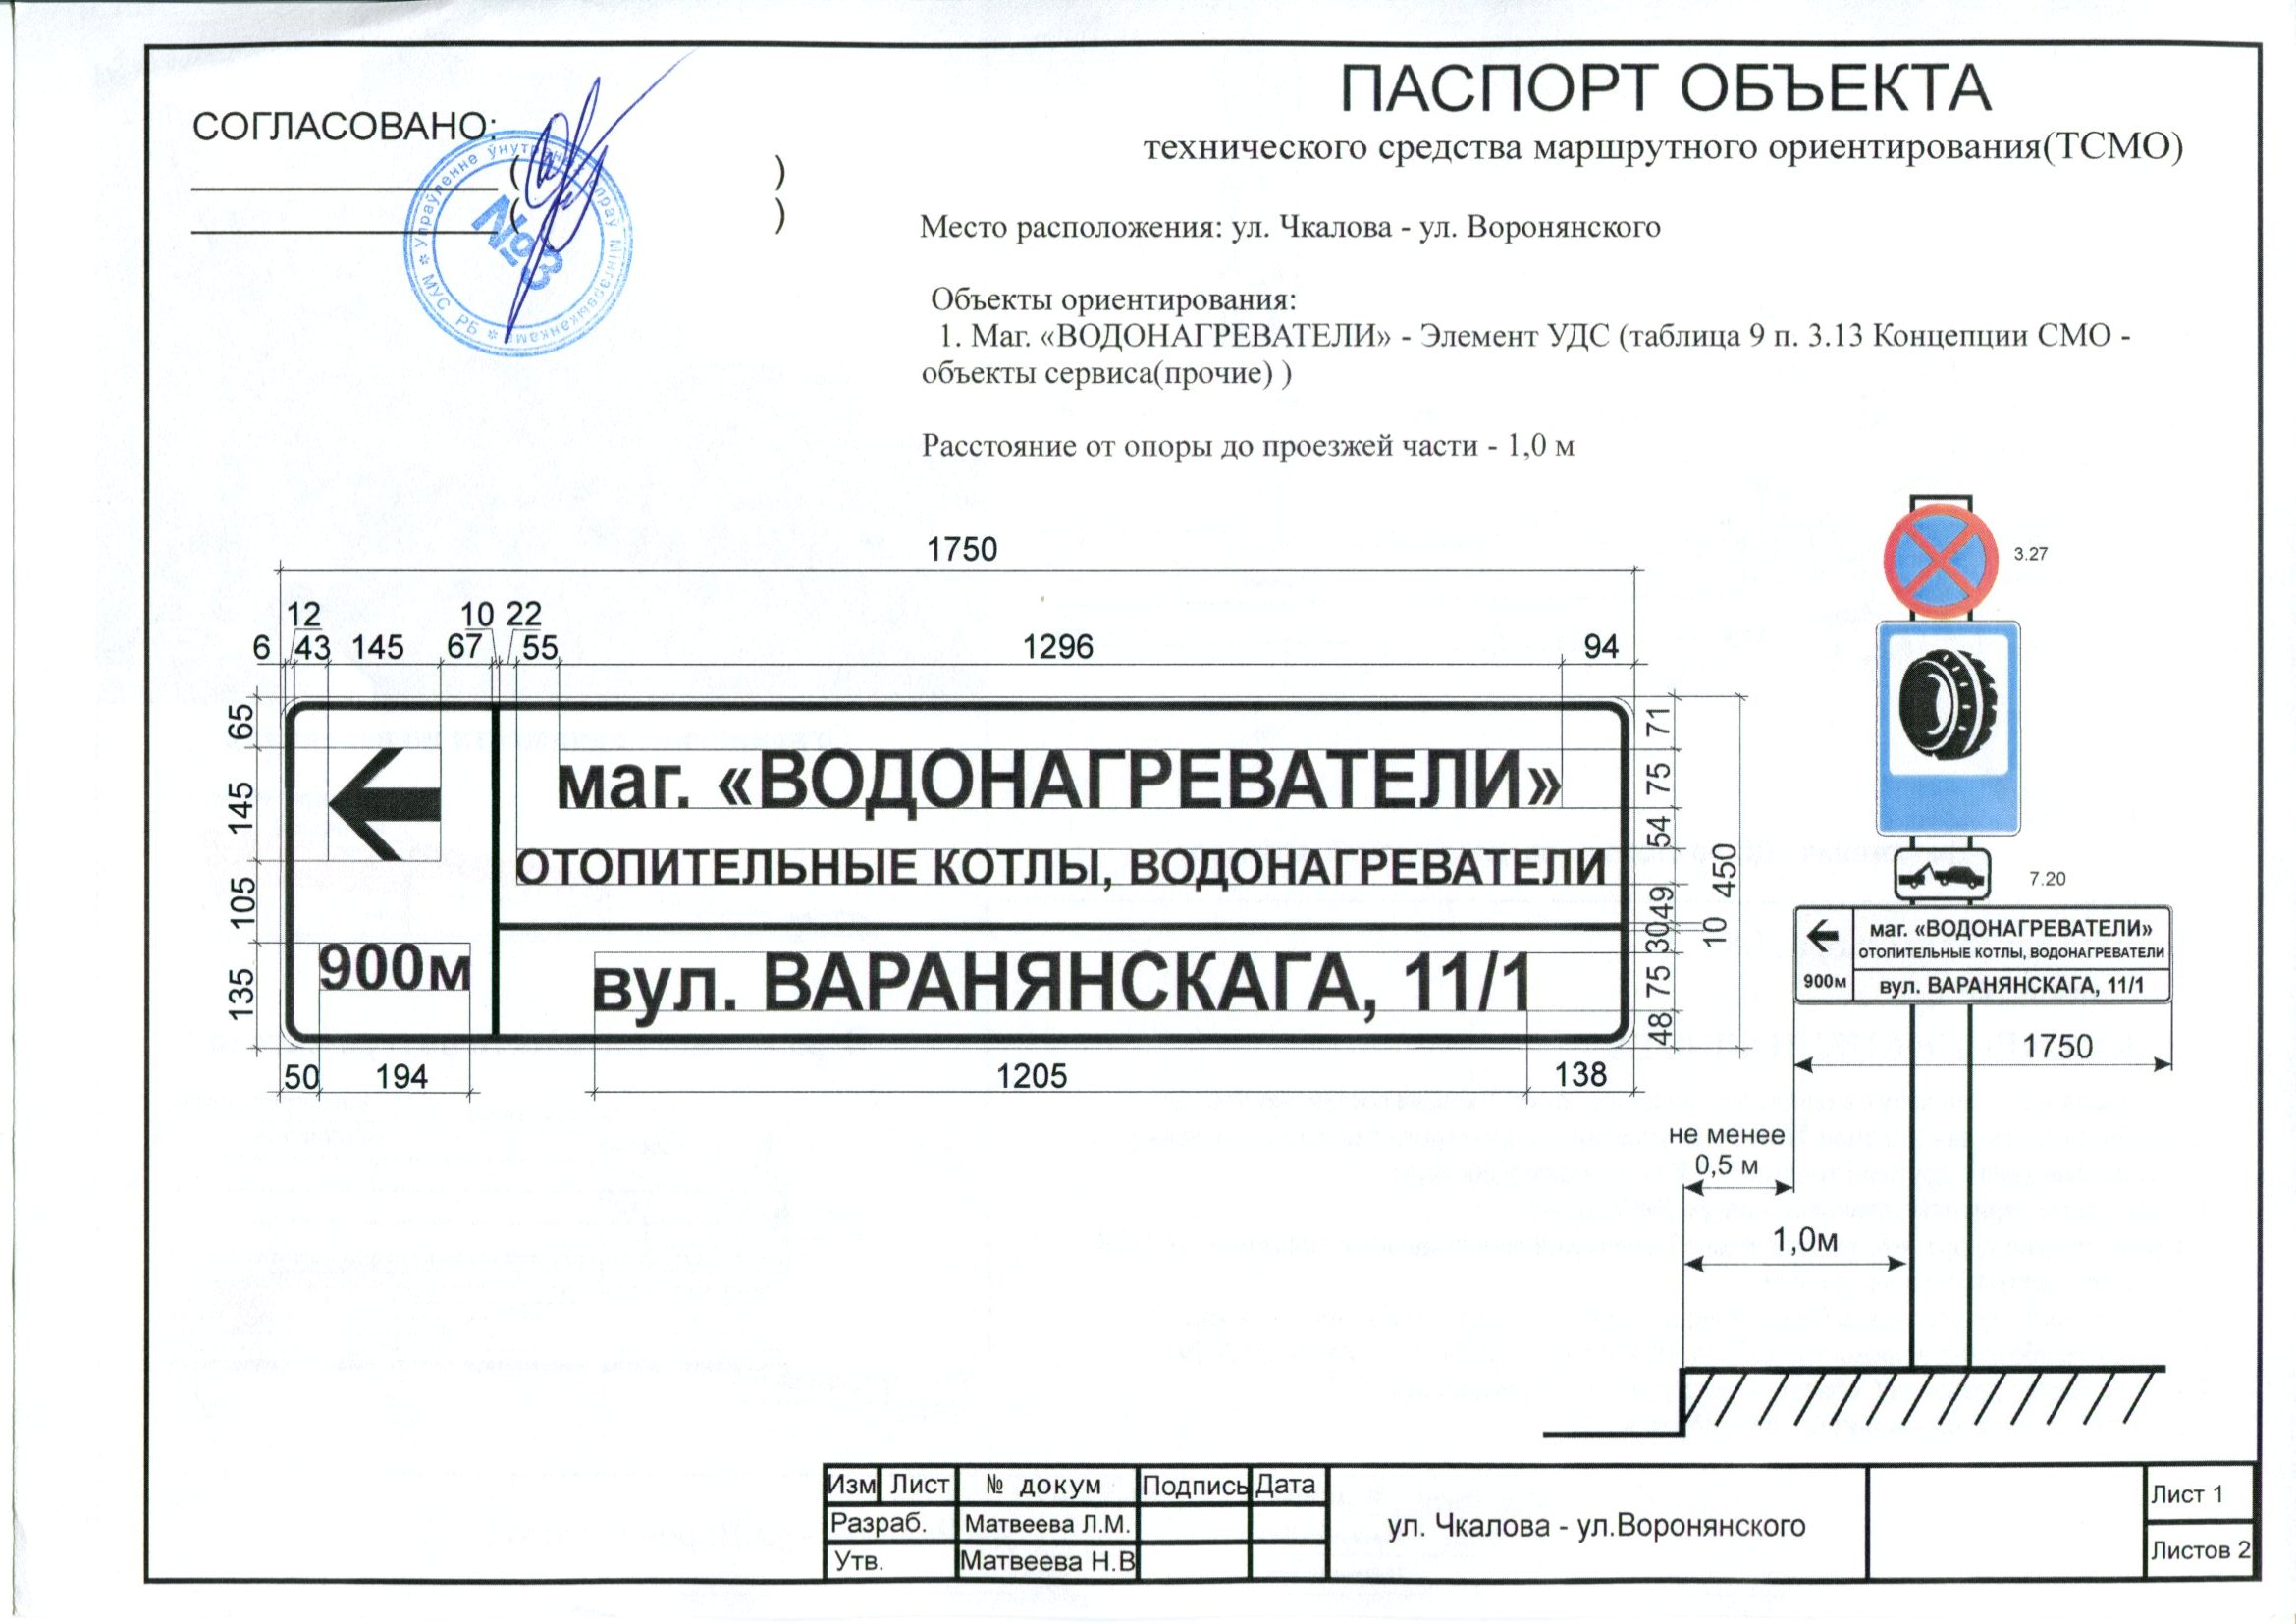 СОГЛАСОВАНО:
( )
( )
* Упраўленне ўнутраных спраў Мінгарвыканкама * МУС РБ
№3
ПАСПОРТ ОБЪЕКТА
технического средства маршрутного ориентирования(ТСМО)
Место расположения: ул. Чкалова - ул. Воронянского
Объекты ориентирования:
1. Маг. «ВОДОНАГРЕВАТЕЛИ» - Элемент УДС (таблица 9 п. 3.13 Концепции СМО -
объекты сервиса(прочие) )
Расстояние от опоры до проезжей части - 1,0 м
1750
12 10 22
6 43 145 67 55 1296 94
65
145
105
135
маг. «ВОДОНАГРЕВАТЕЛИ»
ОТОПИТЕЛЬНЫЕ КОТЛЫ, ВОДОНАГРЕВАТЕЛИ
900м
вул. ВАРАНЯНСКАГА, 11/1
71
75
54
49
30
75
48
10
450
50 194 1205 138
3.27
7.20
маг. «ВОДОНАГРЕВАТЕЛИ»
ОТОПИТЕЛЬНЫЕ КОТЛЫ, ВОДОНАГРЕВАТЕЛИ
900м
вул. ВАРАНЯНСКАГА, 11/1
1750
не менее
0,5 м
1,0м
Изм Лист № докум Подпись Дата
Разраб. Матвеева Л.М.
Утв. Матвеева Н.В
ул. Чкалова - ул.Воронянского
Лист 1
Листов 2